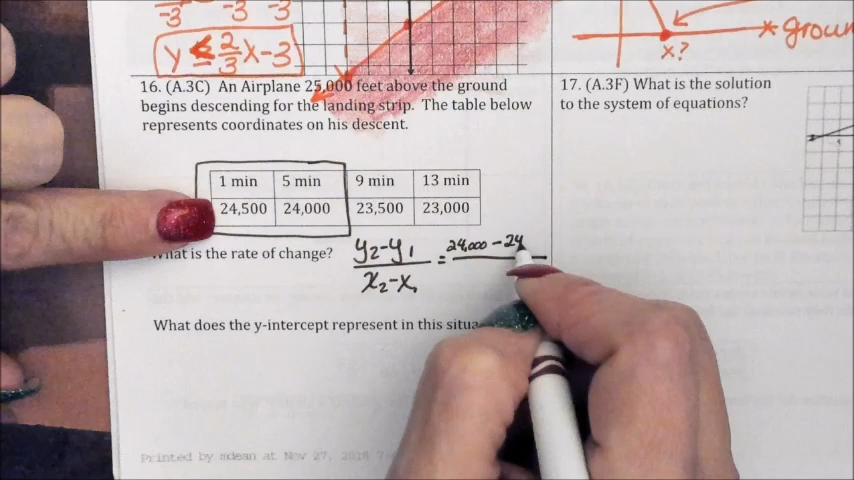 -3 -3 -3
y ≤ 2/3 x - 3
x?
ground
16. (A.3C) An Airplane 25,000 feet above the ground
begins descending for the landing strip. The table below
represents coordinates on his descent.
1 min 5 min 9 min 13 min
24,500 24,000 23,500 23,000
What is the rate of change?
y₂-y₁ / x₂-x₁ = 24,000 - 24
What does the y-intercept represent in this situa
Printed by mdean at Nov 27, 2018 7
17. (A.3F) What is the solution
to the system of equations?